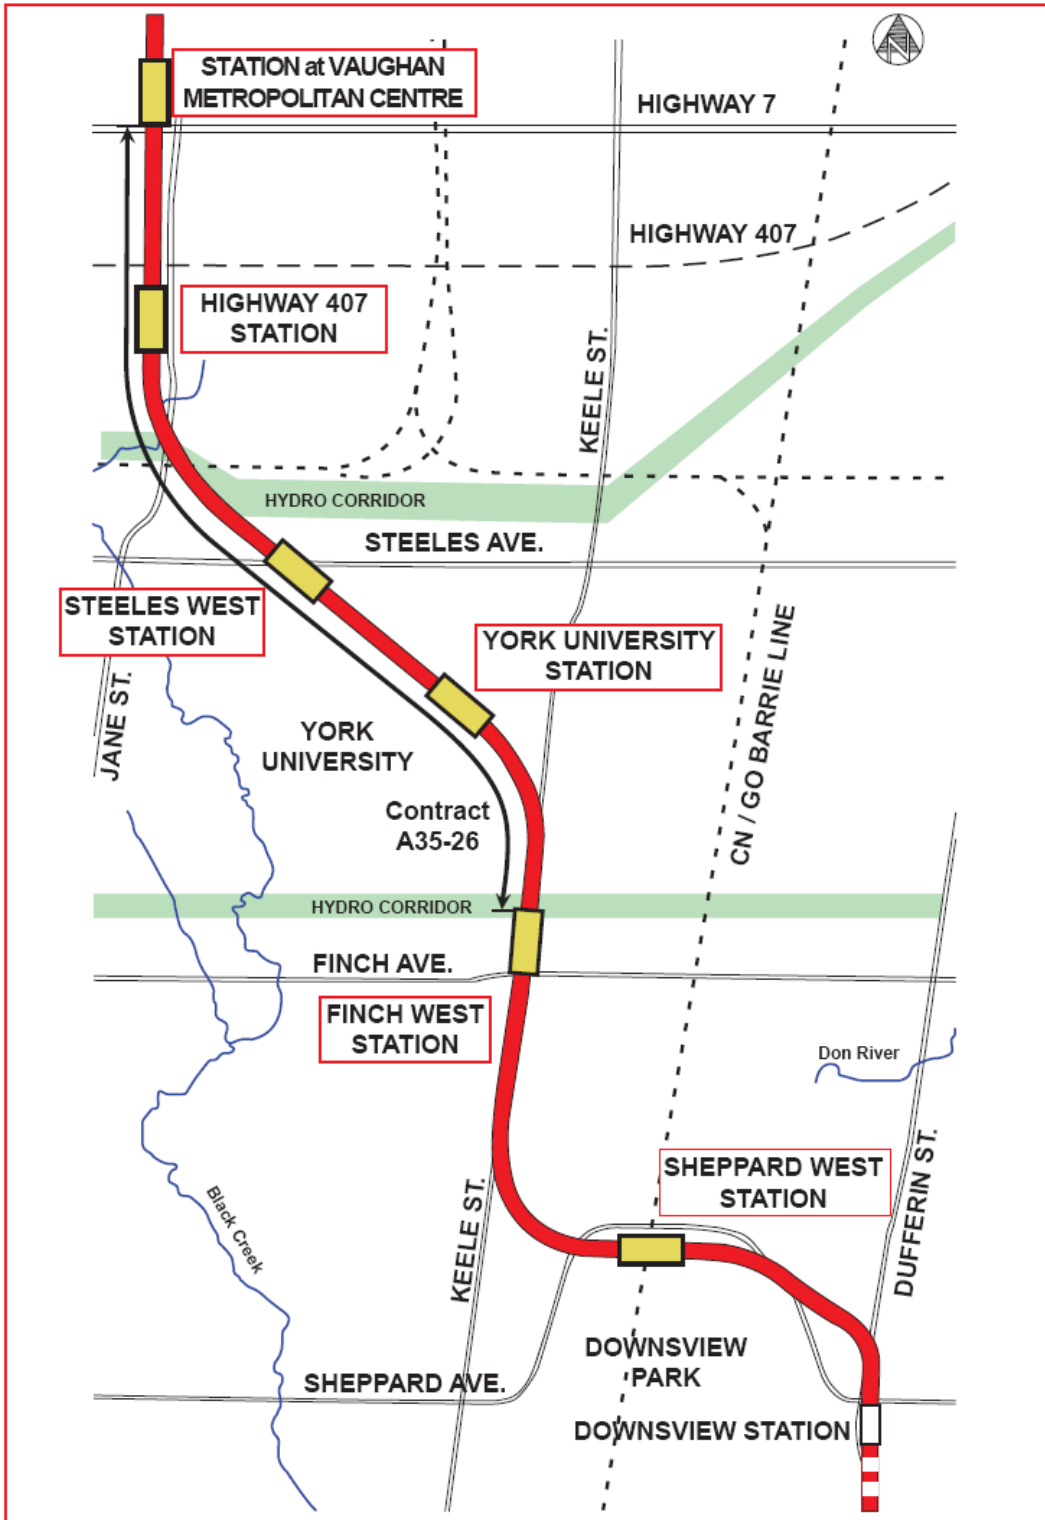 N
STATION at VAUGHAN
METROPOLITAN CENTRE
HIGHWAY 7
HIGHWAY 407
HIGHWAY 407
STATION
KEELE ST.
HYDRO CORRIDOR
STEELES AVE.
STEELES WEST
STATION
YORK UNIVERSITY
STATION
JANE ST.
YORK
UNIVERSITY
CN / GO BARRIE LINE
Contract
A35-26
HYDRO CORRIDOR
FINCH AVE.
FINCH WEST
STATION
Don River
SHEPPARD WEST
STATION
DUFFERIN ST.
Black Creek
KEELE ST.
DOWNSVIEW
PARK
SHEPPARD AVE.
DOWNSVIEW STATION